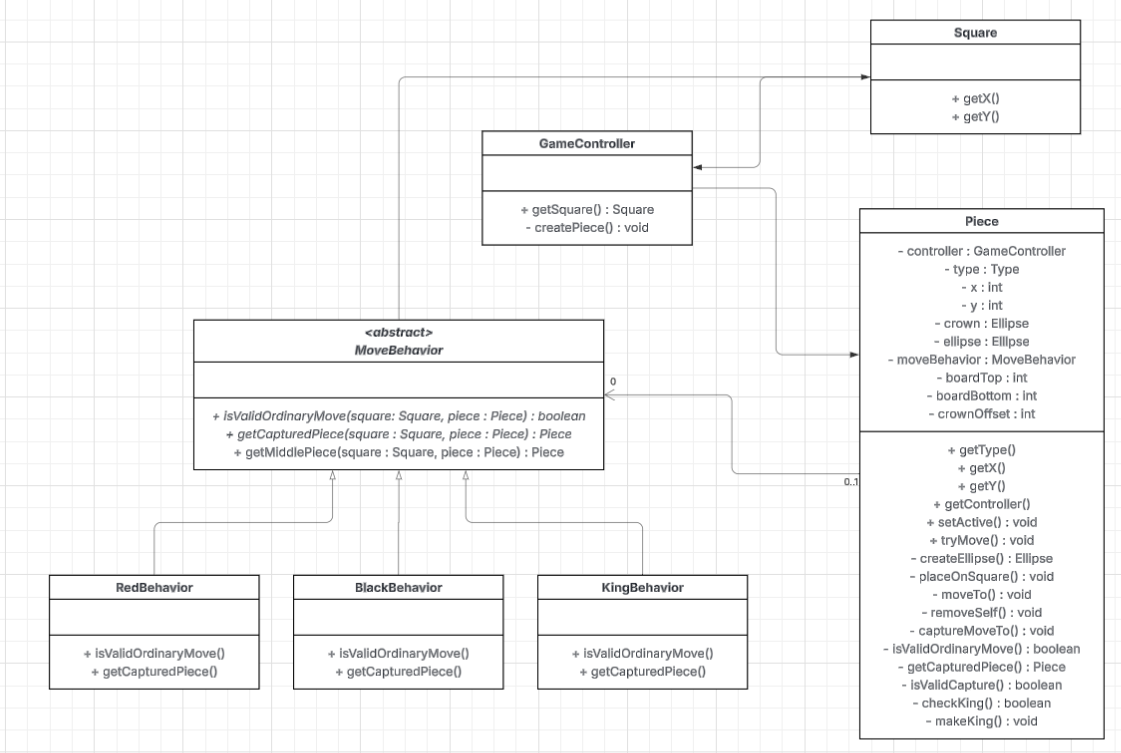 Square
+ getX()
+ getY()
GameController
+ getSquare() : Square
- createPiece() : void
Piece
- controller : GameController
- type : Type
- x : int
- y : int
- crown : Ellipse
- ellipse : Elllpse
- moveBehavior : MoveBehavior
- boardTop : int
- boardBottom : int
- crownOffset : int
+ getType()
+ getX()
+ getY()
+ getController()
+ setActive() : void
+ tryMove() : void
- createEllipse() : Ellipse
- placeOnSquare() : void
- moveTo() : void
- removeSelf() : void
- captureMoveTo() : void
- isValidOrdinaryMove() : boolean
- getCapturedPiece() : Piece
- isValidCapture() : boolean
- checkKing() : boolean
- makeKing() : void
<abstract>
MoveBehavior
+ isValidOrdinaryMove(square: Square, piece : Piece) : boolean
+ getCapturedPiece(square : Square, piece : Piece) : Piece
+ getMiddlePiece(square : Square, piece : Piece) : Piece
0
0..1
RedBehavior
+ isValidOrdinaryMove()
+ getCapturedPiece()
BlackBehavior
+ isValidOrdinaryMove()
+ getCapturedPiece()
KingBehavior
+ isValidOrdinaryMove()
+ getCapturedPiece()